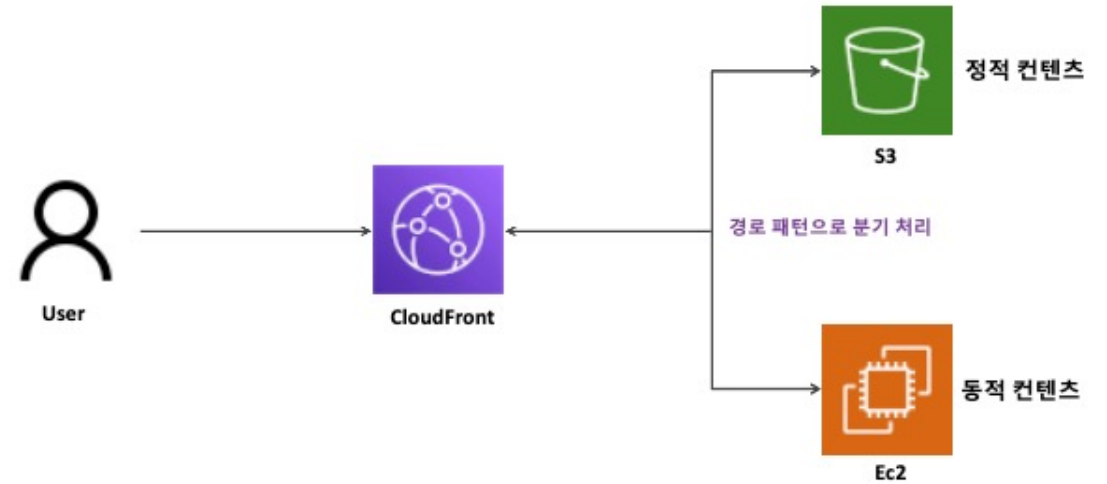 정적 컨텐츠
S3
경로 패턴으로 분기 처리
User
CloudFront
동적 컨텐츠
Ec2